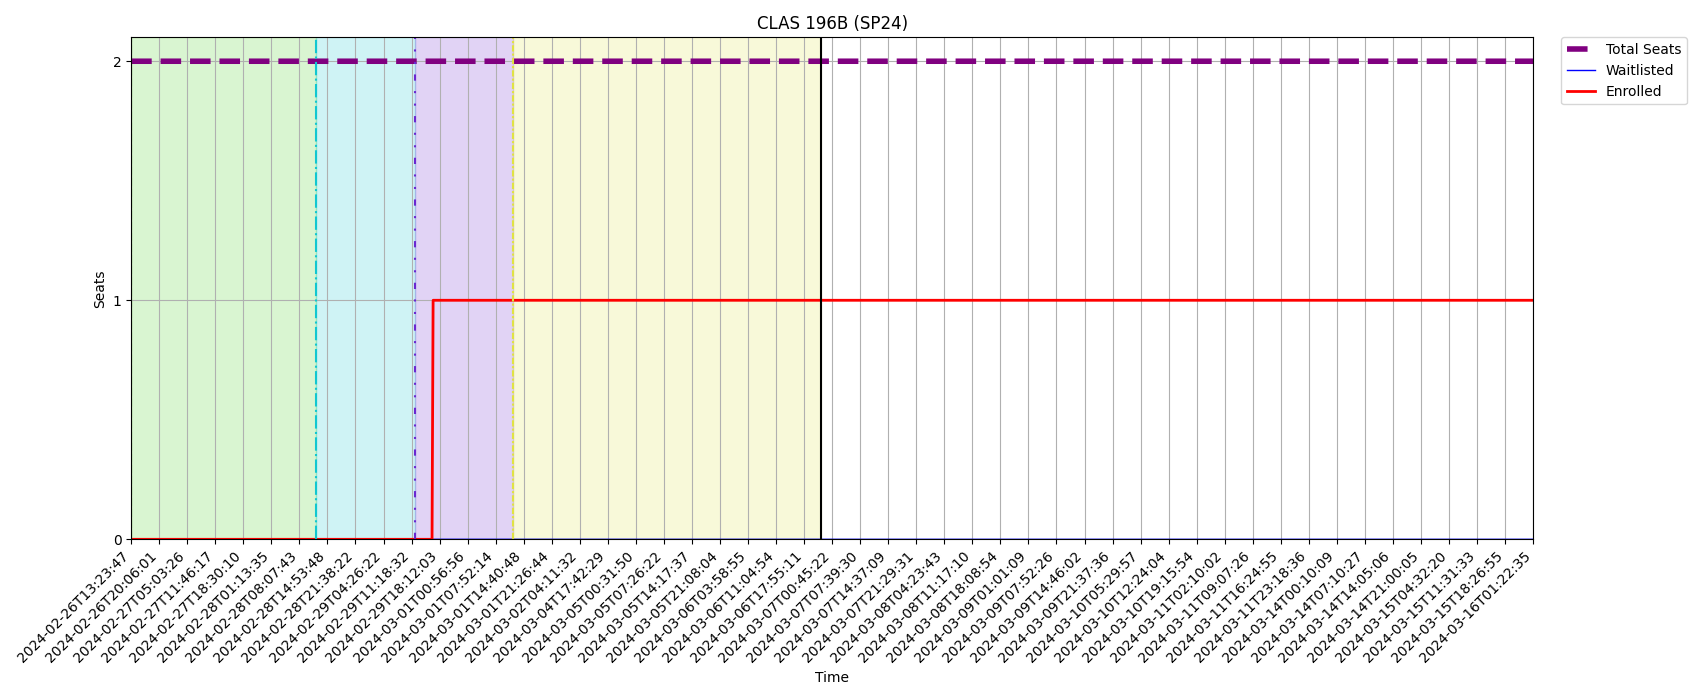 CLAS 196B (SP24)
Total Seats
Waitlisted
Enrolled
Seats
2
1
0
2024-02-26T13:23:47
2024-02-26T20:06:01
2024-02-27T05:03:26
2024-02-27T11:46:17
2024-02-27T18:30:10
2024-02-28T01:13:35
2024-02-28T08:07:43
2024-02-28T14:53:48
2024-02-28T21:38:22
2024-02-29T04:26:22
2024-02-29T11:18:32
2024-02-29T18:12:03
2024-03-01T00:56:56
2024-03-01T07:52:14
2024-03-01T14:40:48
2024-03-01T21:26:44
2024-03-02T04:11:32
2024-03-04T17:42:29
2024-03-05T00:31:50
2024-03-05T07:26:22
2024-03-05T14:17:37
2024-03-05T21:08:04
2024-03-06T03:58:55
2024-03-06T11:04:54
2024-03-06T17:55:11
2024-03-07T00:45:22
2024-03-07T07:39:30
2024-03-07T14:37:09
2024-03-07T21:29:31
2024-03-08T04:23:43
2024-03-08T11:17:10
2024-03-08T18:08:54
2024-03-09T01:01:09
2024-03-09T07:52:26
2024-03-09T14:46:02
2024-03-09T21:37:36
2024-03-10T05:29:57
2024-03-10T12:24:04
2024-03-10T19:15:54
2024-03-11T02:10:02
2024-03-11T09:07:26
2024-03-11T16:24:55
2024-03-11T23:18:36
2024-03-14T00:10:09
2024-03-14T07:10:27
2024-03-14T14:05:06
2024-03-14T21:00:05
2024-03-15T04:32:20
2024-03-15T11:31:33
2024-03-15T18:26:55
2024-03-16T01:22:35
Time